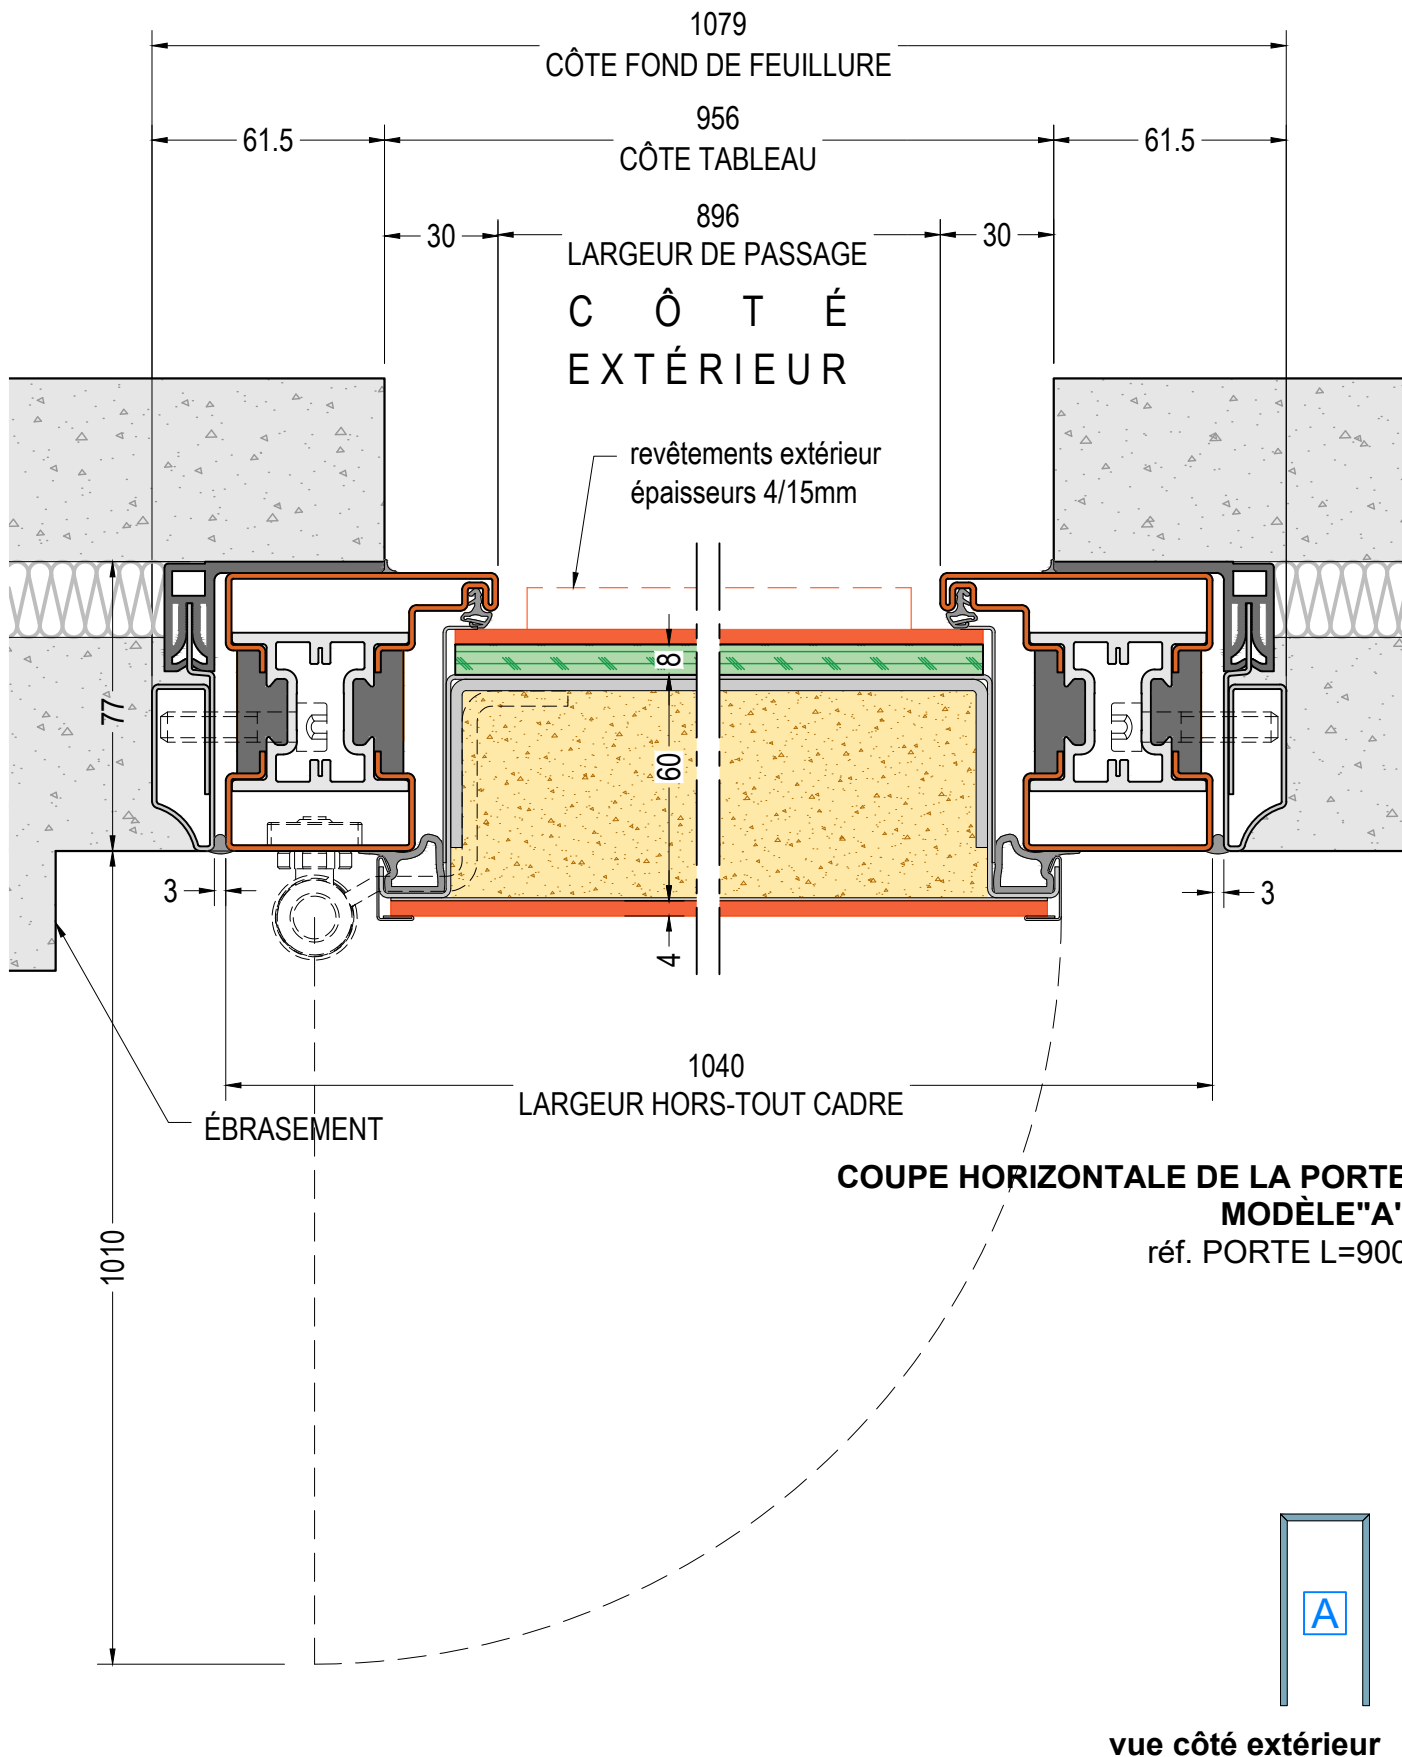 1079
CÔTE FOND DE FEUILLURE
61.5
956
61.5
CÔTE TABLEAU
30
896
30
LARGEUR DE PASSAGE
CÔTÉ
EXTÉRIEUR
revêtements extérieur
épaisseurs 4/15mm
8
77
60
3
3
4
1040
LARGEUR HORS-TOUT CADRE
ÉBRASEMENT
COUPE HORIZONTALE DE LA PORTE
MODÈLE"A"
réf. PORTE L=900
1010
A
vue côté extérieur